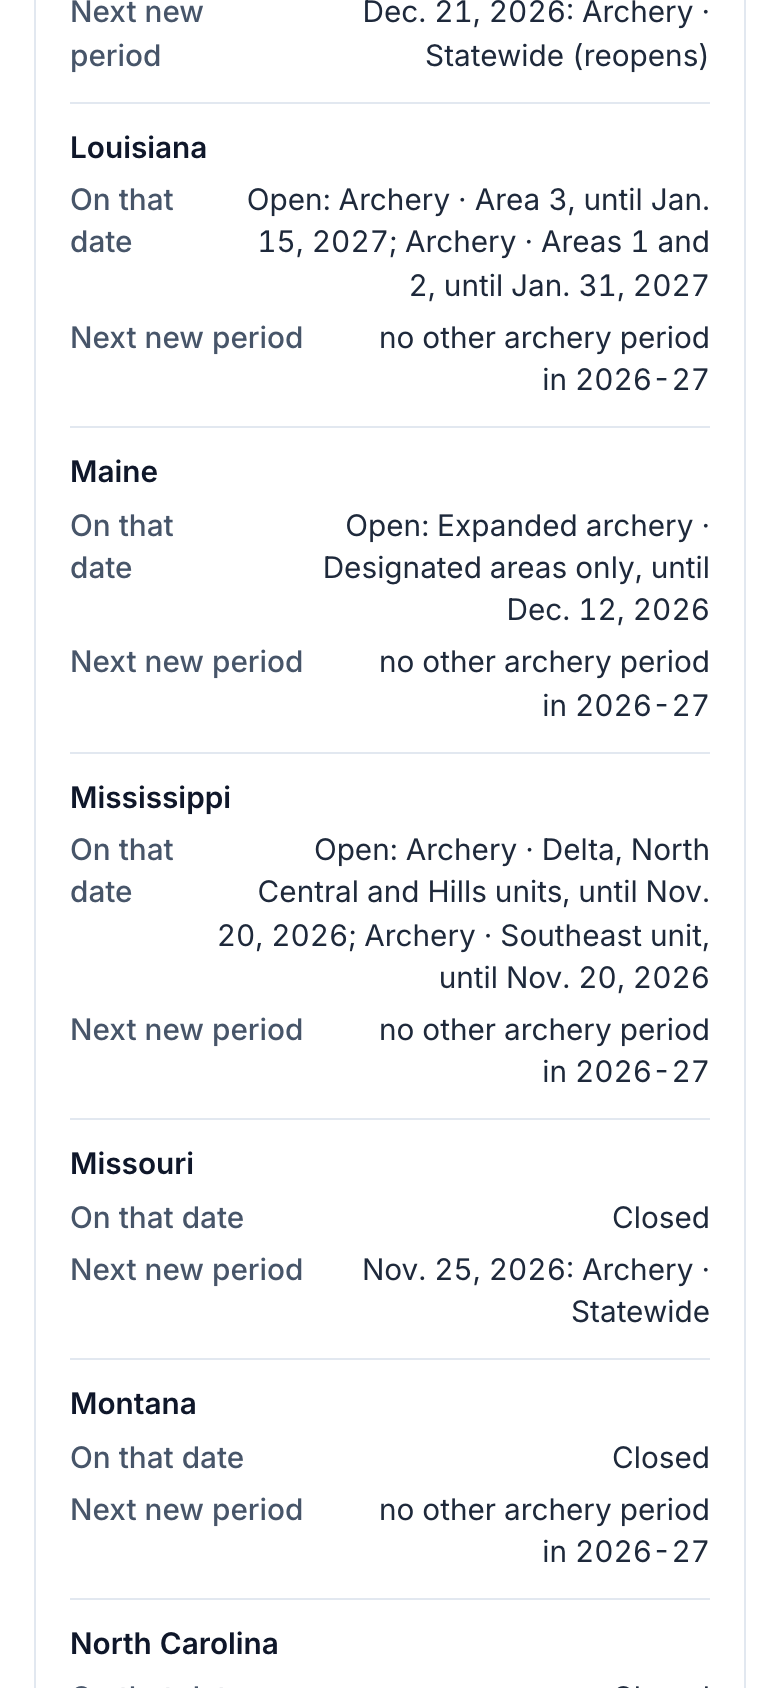 Next new Dec. 21, 2026: Archery ·
period Statewide (reopens)
Louisiana
On that Open: Archery · Area 3, until Jan.
date 15, 2027; Archery · Areas 1 and
2, until Jan. 31, 2027
Next new period no other archery period
in 2026-27
Maine
On that Open: Expanded archery ·
date Designated areas only, until
Dec. 12, 2026
Next new period no other archery period
in 2026-27
Mississippi
On that Open: Archery · Delta, North
date Central and Hills units, until Nov.
20, 2026; Archery · Southeast unit,
until Nov. 20, 2026
Next new period no other archery period
in 2026-27
Missouri
On that date Closed
Next new period Nov. 25, 2026: Archery ·
Statewide
Montana
On that date Closed
Next new period no other archery period
in 2026-27
North Carolina